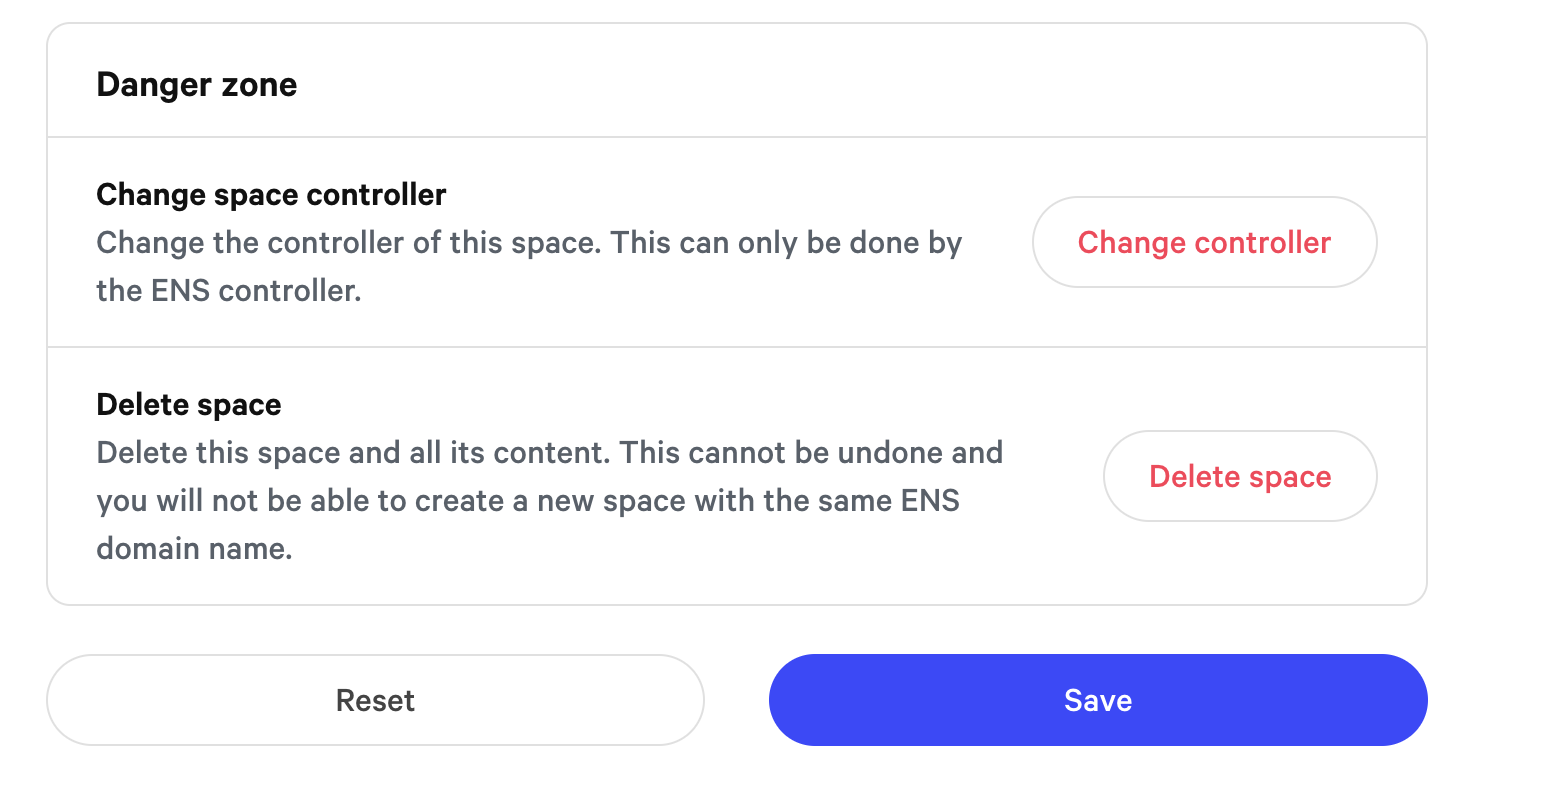 Danger zone
Change space controller
Change the controller of this space. This can only be done by
the ENS controller.
Change controller
Delete space
Delete this space and all its content. This cannot be undone and
you will not be able to create a new space with the same ENS
domain name.
Delete space
Reset
Save